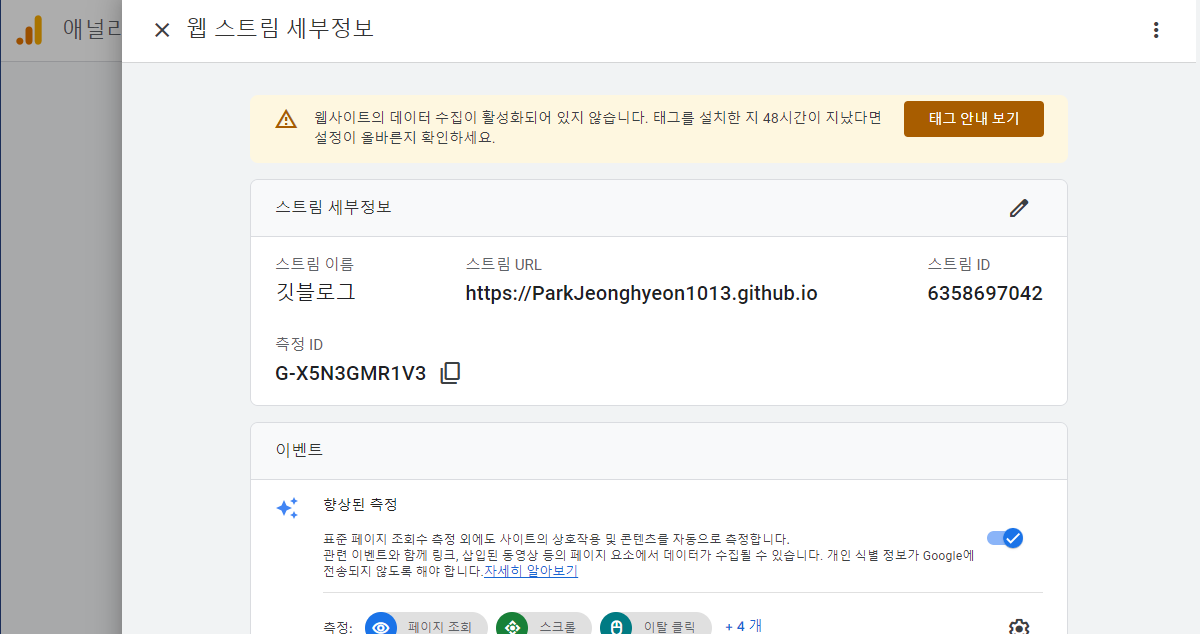 애널리
웹 스트림 세부정보
웹사이트의 데이터 수집이 활성화되어 있지 않습니다. 태그를 설치한 지 48시간이 지났다면
설정이 올바른지 확인하세요.
태그 안내 보기
스트림 세부정보
스트림 이름
깃블로그
스트림 URL
https://ParkJeonghyeon1013.github.io
스트림 ID
6358697042
측정 ID
G-X5N3GMR1V3
이벤트
향상된 측정
표준 페이지 조회수 측정 외에도 사이트의 상호작용 및 콘텐츠를 자동으로 측정합니다.
관련 이벤트와 함께 링크, 삽입된 동영상 등의 페이지 요소에서 데이터가 수집될 수 있습니다. 개인 식별 정보가 Google에
전송되지 않도록 해야 합니다.자세히 알아보기
측정: 페이지 조회 스크롤 이탈 클릭 + 4 개